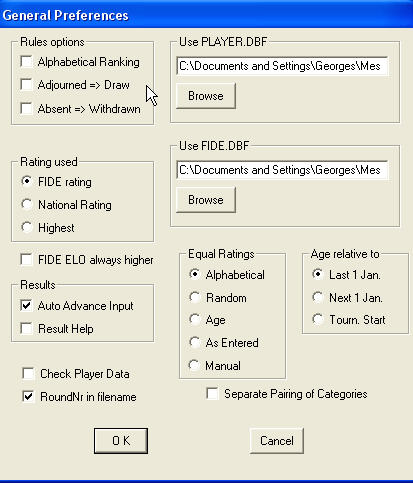 General Preferences
Rules options
Alphabetical Ranking
Adjourned => Draw
Absent => Withdrawn
Use PLAYER.DBF
C:\Documents and Settings\Georges\Mes
Browse
Rating used
FIDE rating
National Rating
Highest
FIDE ELO always higher
Use FIDE.DBF
C:\Documents and Settings\Georges\Mes
Browse
Results
Auto Advance Input
Result Help
Equal Ratings
Alphabetical
Random
Age
As Entered
Manual
Age relative to
Last 1 Jan.
Next 1 Jan.
Tourn. Start
Check Player Data
RoundNr in filename
Separate Pairing of Categories
O K
Cancel